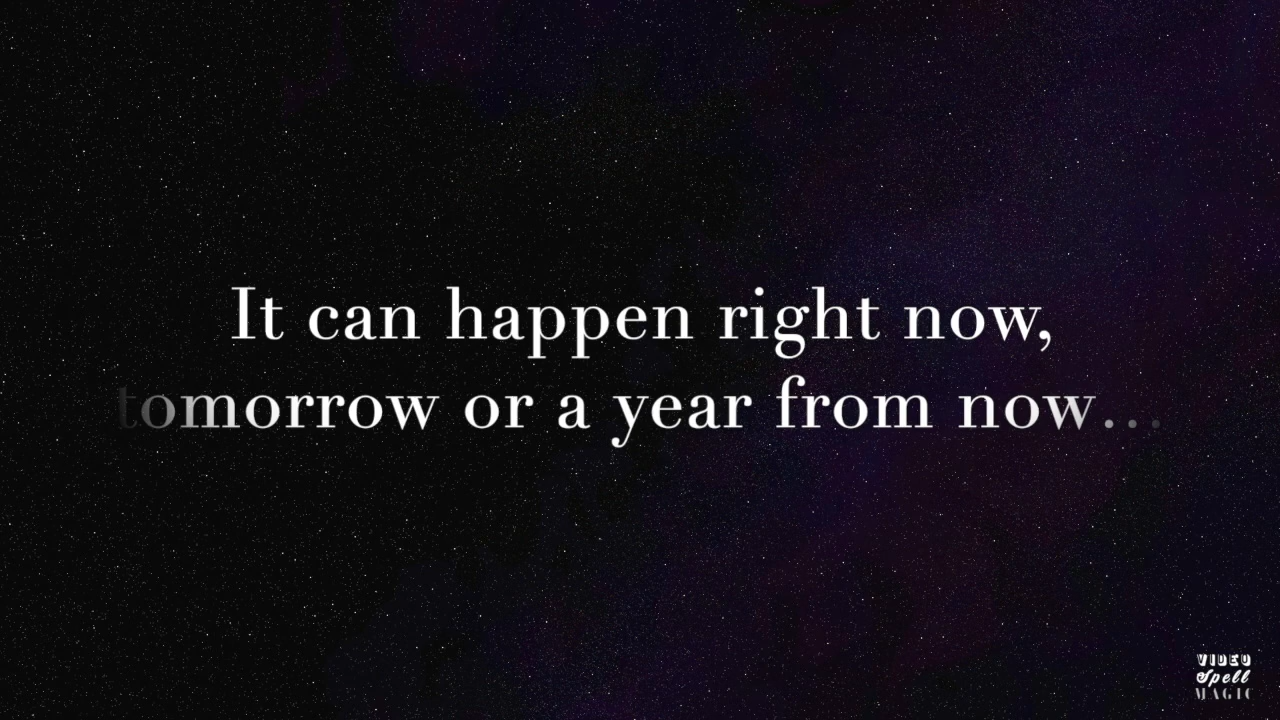 It can happen right now,
tomorrow or a year from now...
VIDEO
Spell
MAGIC